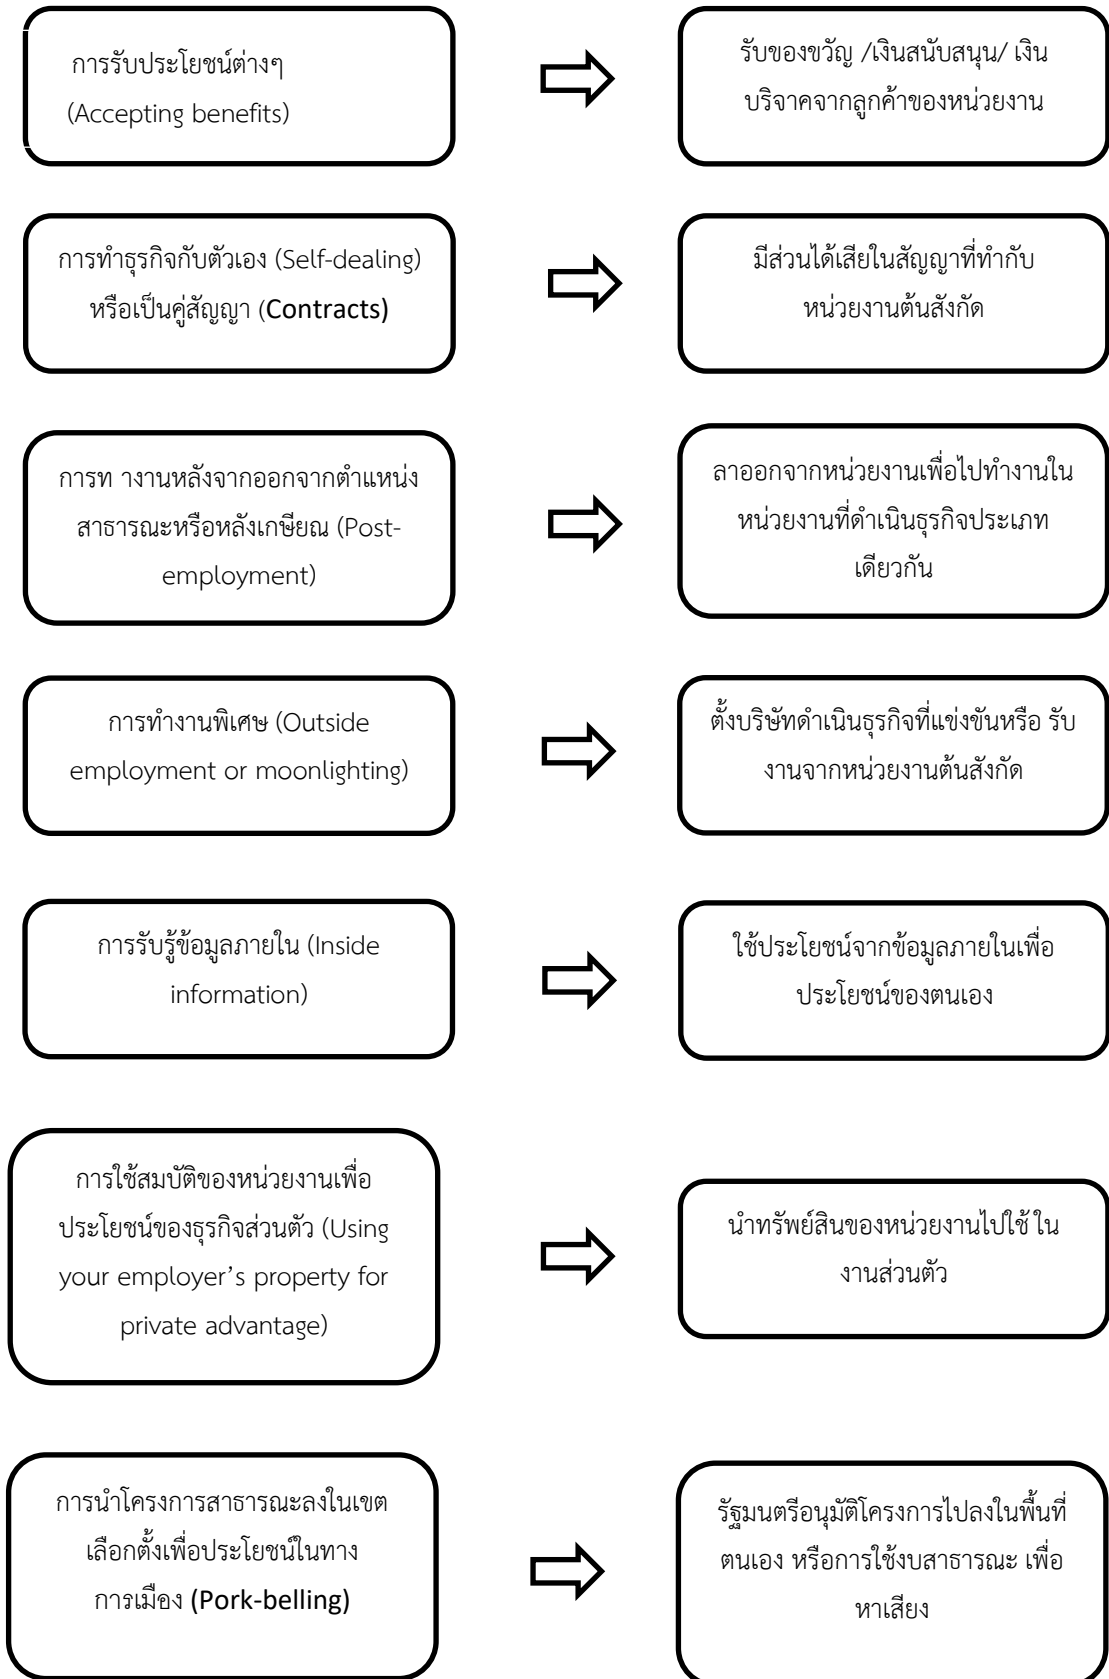 การรับประโยชน์ต่างๆ
(Accepting benefits)
รับของขวัญ /เงินสนับสนุน/ เงิน
บริจาคจากลูกค้าของหน่วยงาน
การทำธุรกิจกับตัวเอง (Self-dealing)
หรือเป็นคู่สัญญา (Contracts)
มีส่วนได้เสียในสัญญาที่ทำกับ
หน่วยงานต้นสังกัด
การท างานหลังจากออกจากตำแหน่ง
สาธารณะหรือหลังเกษียณ (Post-
employment)
ลาออกจากหน่วยงานเพื่อไปทำงานใน
หน่วยงานที่ดำเนินธุรกิจประเภท
เดียวกัน
การทำงานพิเศษ (Outside
employment or moonlighting)
ตั้งบริษัทดำเนินธุรกิจที่แข่งขันหรือ รับ
งานจากหน่วยงานต้นสังกัด
การรับรู้ข้อมูลภายใน (Inside
information)
ใช้ประโยชน์จากข้อมูลภายในเพื่อ
ประโยชน์ของตนเอง
การใช้สมบัติของหน่วยงานเพื่อ
ประโยชน์ของธุรกิจส่วนตัว (Using
your employer’s property for
private advantage)
นำทรัพย์สินของหน่วยงานไปใช้ ใน
งานส่วนตัว
การนำโครงการสาธารณะลงในเขต
เลือกตั้งเพื่อประโยชน์ในทาง
การเมือง (Pork-belling)
รัฐมนตรีอนุมัติโครงการไปลงในพื้นที่
ตนเอง หรือการใช้งบสาธารณะ เพื่อ
หาเสียง